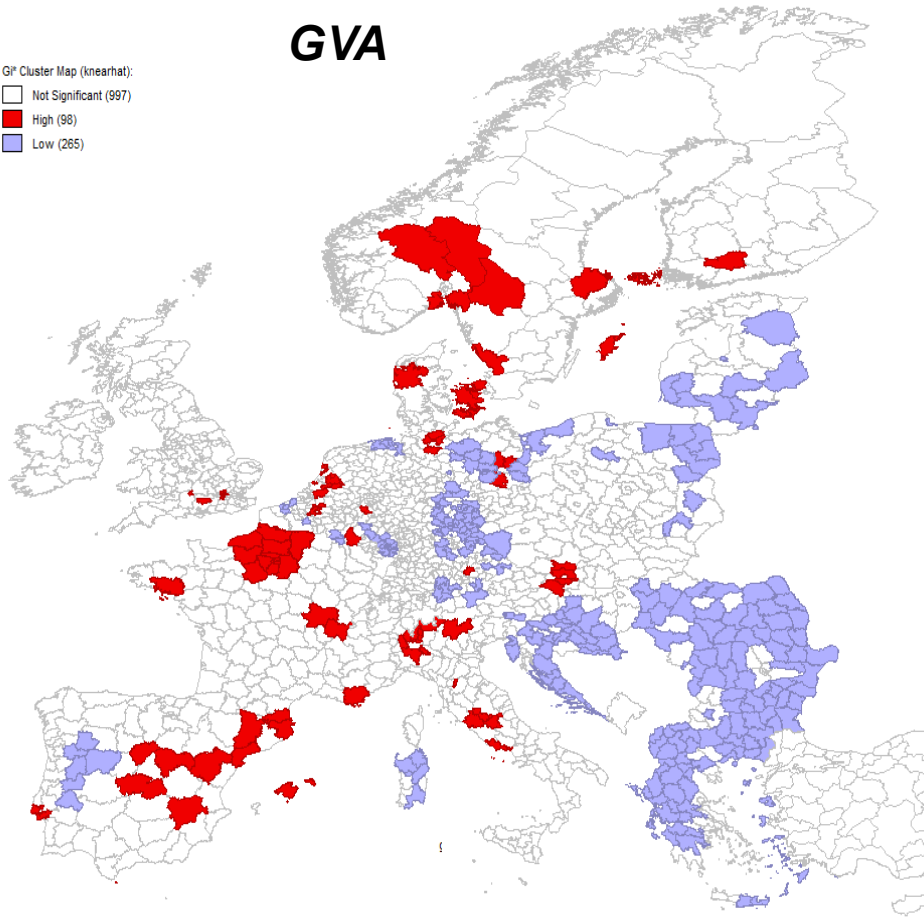 GVA
Gi* Cluster Map (knearhat):
Not Significant (997)
High (98)
Low (265)